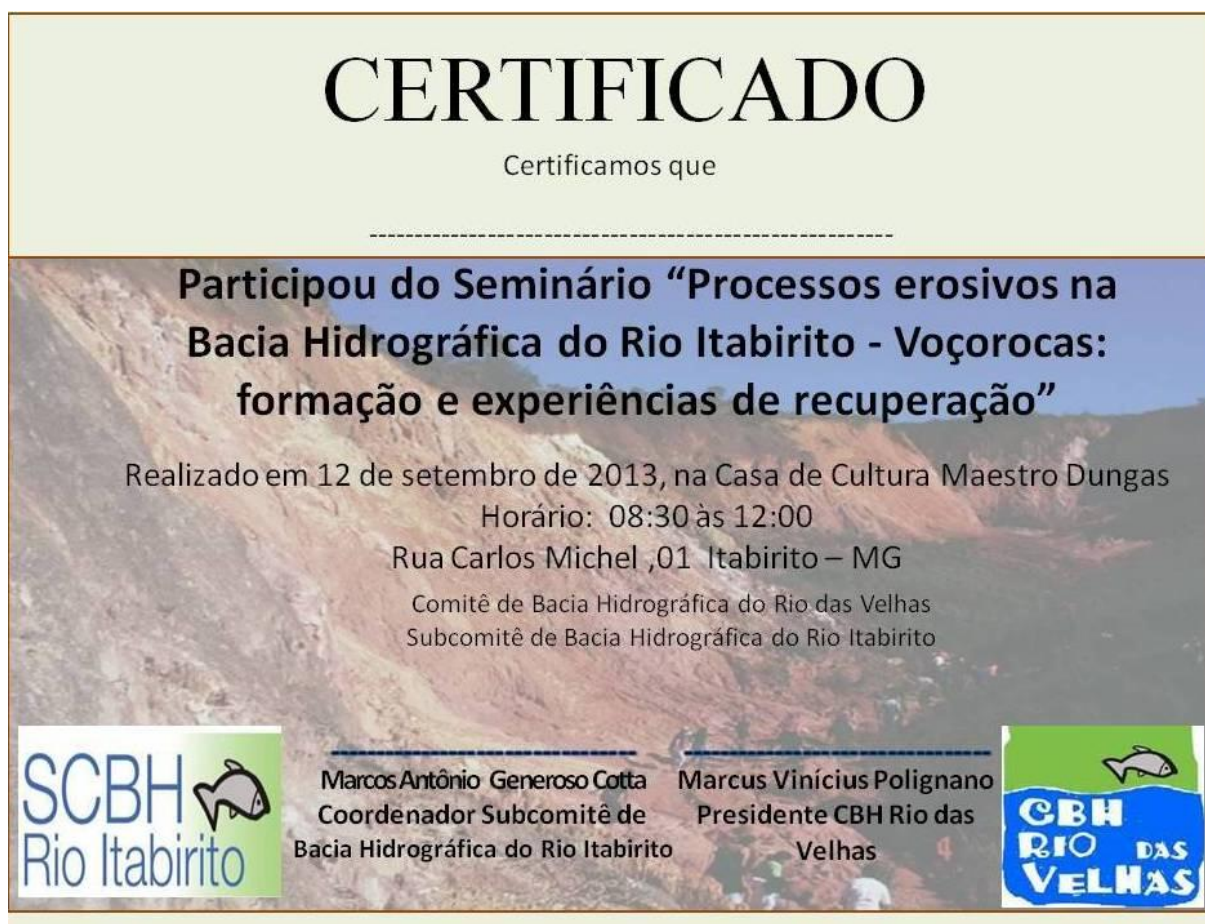 CERTIFICADO
Certificamos que
----------------------------------------------------------
Participou do Seminário “Processos erosivos na
Bacia Hidrográfica do Rio Itabirito - Voçorocas:
formação e experiências de recuperação”
Realizado em 12 de setembro de 2013, na Casa de Cultura Maestro Dungas
Horário: 08:30 às 12:00
Rua Carlos Michel ,01 Itabirito – MG
Comitê de Bacia Hidrográfica do Rio das Velhas
Subcomitê de Bacia Hidrográfica do Rio Itabirito
SCBH
Rio Itabirito
Marcos Antônio Generoso Cotta
Coordenador Subcomitê de
Bacia Hidrográfica do Rio Itabirito
Marcus Vinícius Polignano
Presidente CBH Rio das
Velhas
CBH
RIO DAS
VELHAS